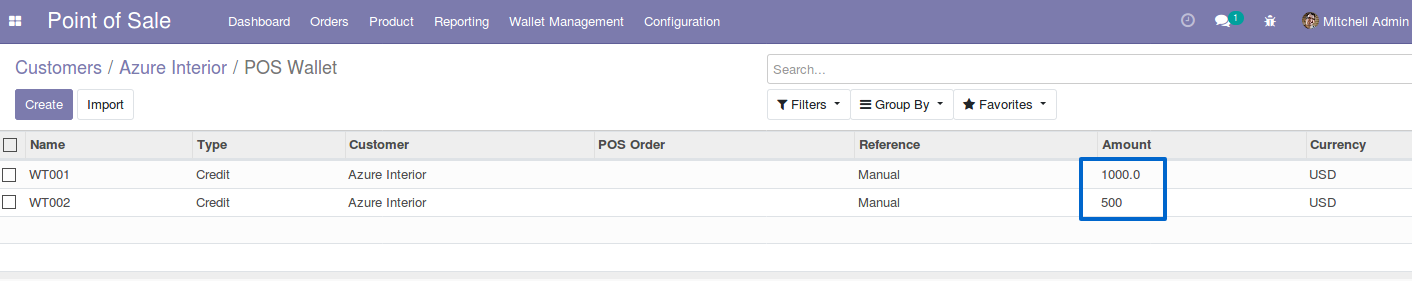 Point of Sale Dashboard Orders Product Reporting Wallet Management Configuration 1 Mitchell Admin
Customers / Azure Interior / POS Wallet Search...
Create Import Filters Group By Favorites
Name Type Customer POS Order Reference Amount Currency
WT001 Credit Azure Interior Manual 1000.0 USD
WT002 Credit Azure Interior Manual 500 USD